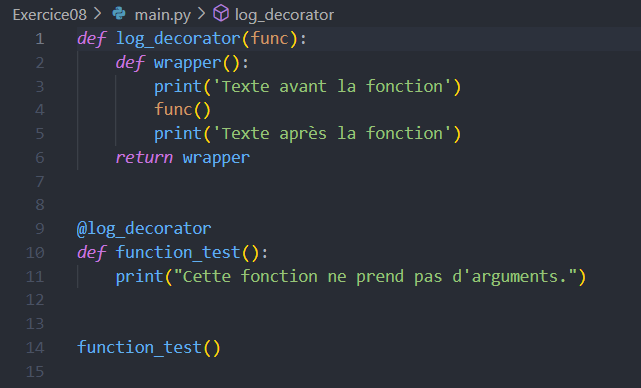 Exercice08 > main.py > log_decorator
1 def log_decorator(func):
2     def wrapper():
3         print('Texte avant la fonction')
4         func()
5         print('Texte après la fonction')
6     return wrapper
7
8
9 @log_decorator
10 def function_test():
11     print("Cette fonction ne prend pas d'arguments.")
12
13
14 function_test()
15